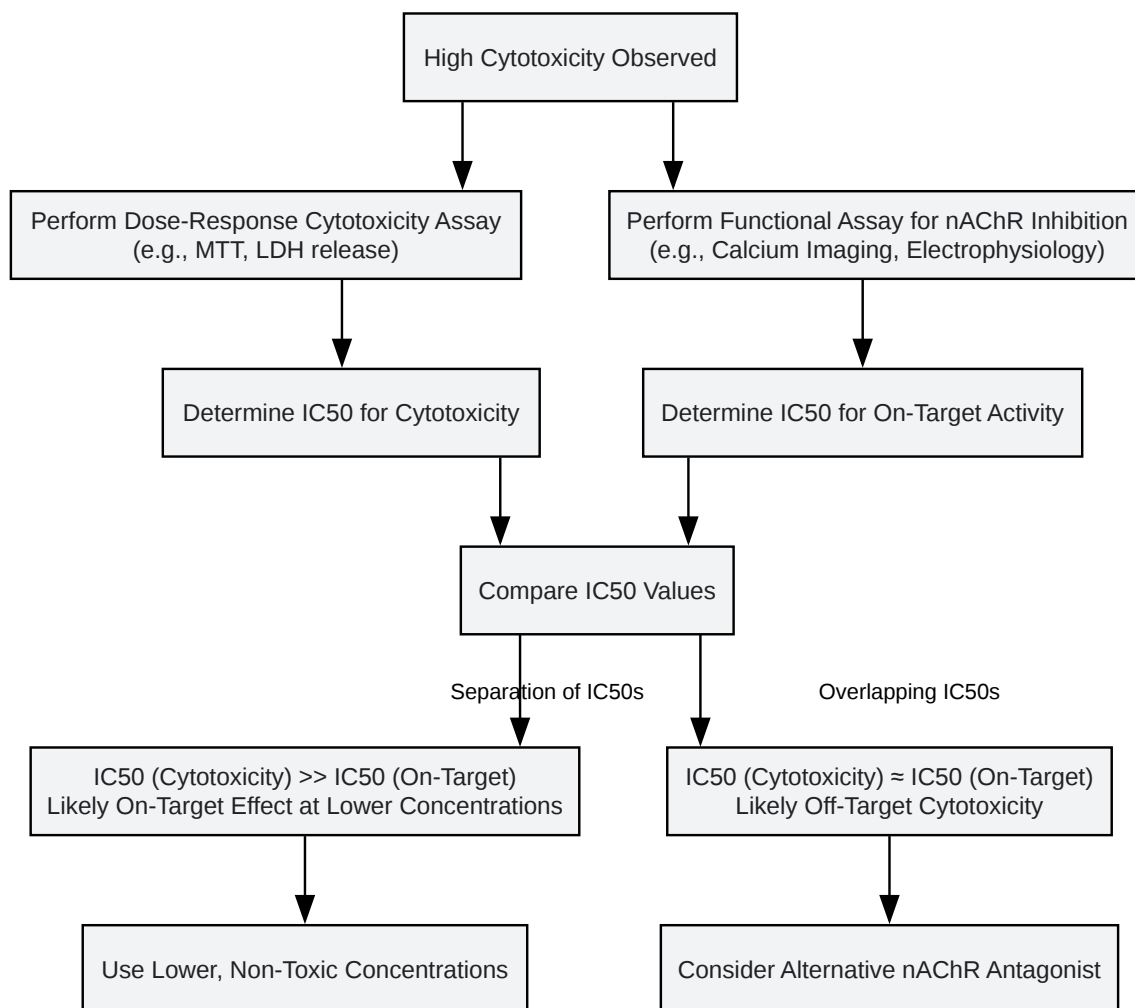 High Cytotoxicity Observed
Perform Dose-Response Cytotoxicity Assay
(e.g., MTT, LDH release)
Perform Functional Assay for nAChR Inhibition
(e.g., Calcium Imaging, Electrophysiology)
Determine IC50 for Cytotoxicity
Determine IC50 for On-Target Activity
Compare IC50 Values
Separation of IC50s
Overlapping IC50s
IC50 (Cytotoxicity) >> IC50 (On-Target)
Likely On-Target Effect at Lower Concentrations
IC50 (Cytotoxicity) ≈ IC50 (On-Target)
Likely Off-Target Cytotoxicity
Use Lower, Non-Toxic Concentrations
Consider Alternative nAChR Antagonist